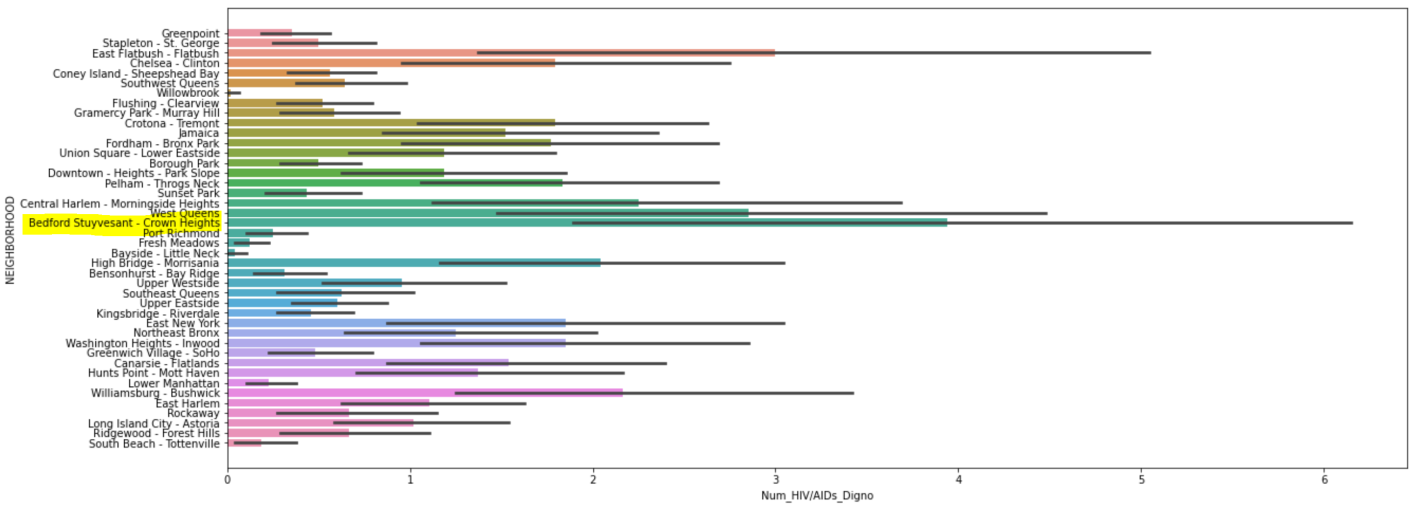 Greenpoint
Stapleton - St. George
East Flatbush - Flatbush
Chelsea - Clinton
Coney Island - Sheepshead Bay
Southwest Queens
Willowbrook
Flushing - Clearview
Gramercy Park - Murray Hill
Crotona - Tremont
Jamaica
Fordham - Bronx Park
Union Square - Lower Eastside
Borough Park
Downtown - Heights - Park Slope
Pelham - Throgs Neck
Sunset Park
Central Harlem - Morningside Heights
West Queens
Bedford Stuyvesant - Crown Heights
Port Richmond
Fresh Meadows
Bayside - Little Neck
High Bridge - Morrisania
Bensonhurst - Bay Ridge
Upper Westside
Southeast Queens
Upper Eastside
Kingsbridge - Riverdale
East New York
Northeast Bronx
Washington Heights - Inwood
Greenwich Village - SoHo
Canarsie - Flatlands
Hunts Point - Mott Haven
Lower Manhattan
Williamsburg - Bushwick
East Harlem
Rockaway
Long Island City - Astoria
Ridgewood - Forest Hills
South Beach - Tottenville
NEIGHBORHOOD
0 1 2 3 4 5 6
Num_HIV/AIDs_Digno